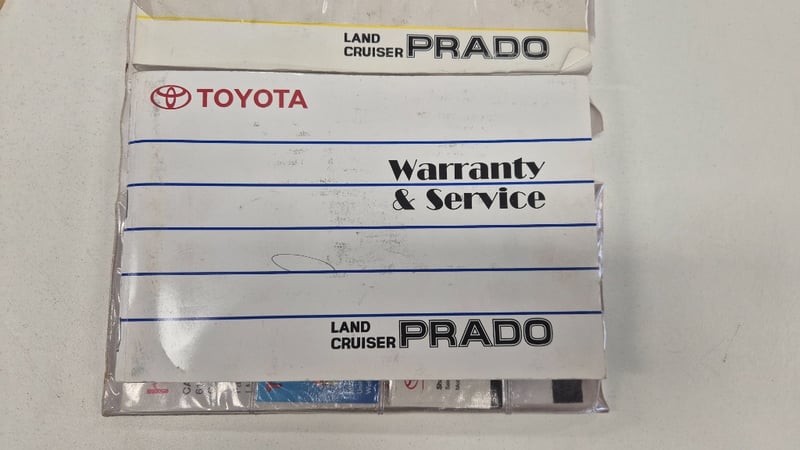 LAND
CRUISER PRADO
TOYOTA
Warranty
& Service
LAND
CRUISER PRADO